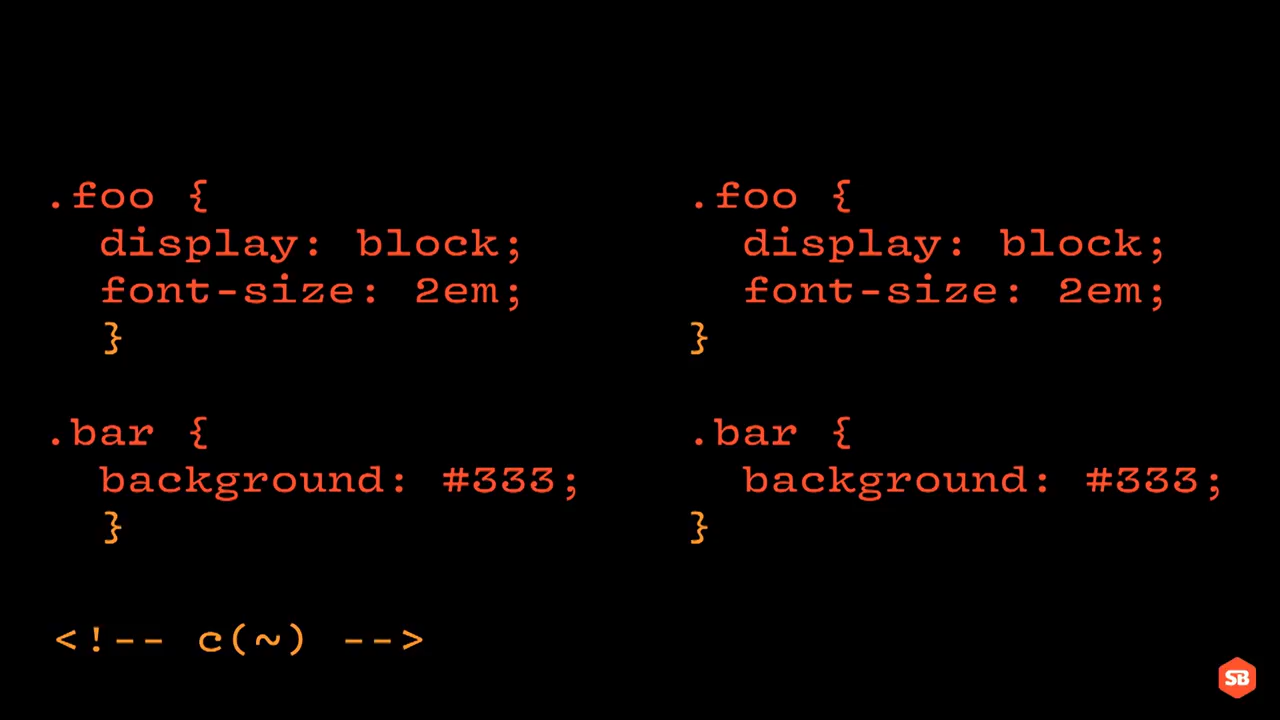 .foo {
  display: block;
  font-size: 2em;
  }

.bar {
  background: #333;
  }

<!-- c(~) -->

.foo {
  display: block;
  font-size: 2em;
}

.bar {
  background: #333;
}

SB